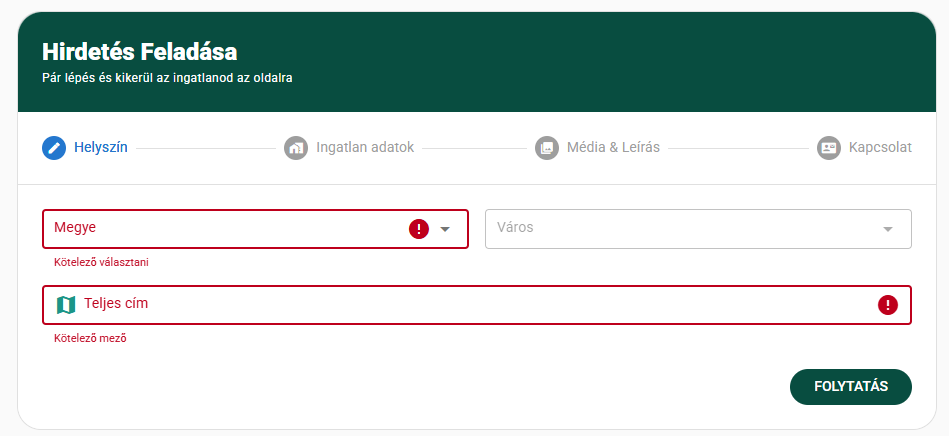 Hirdetés Feladása
Pár lépés és kikerül az ingatlanod az oldalra
Helyszín
Ingatlan adatok
Média & Leírás
Kapcsolat
Megye
Város
Kötelező választani
Teljes cím
Kötelező mező
FOLYTATÁS